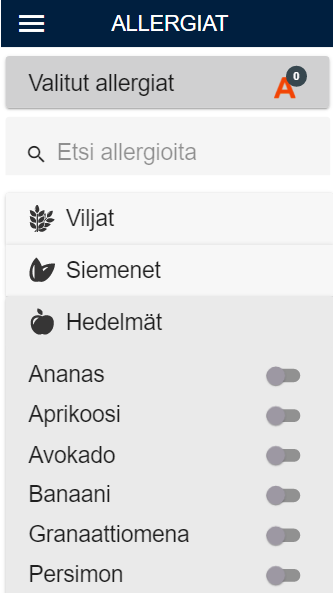 ALLERGIAT
Valitut allergiat
A 0
Etsi allergioita
Viljat
Siemenet
Hedelmät
Ananas
Aprikoosi
Avokado
Banaani
Granaattiomena
Persimon